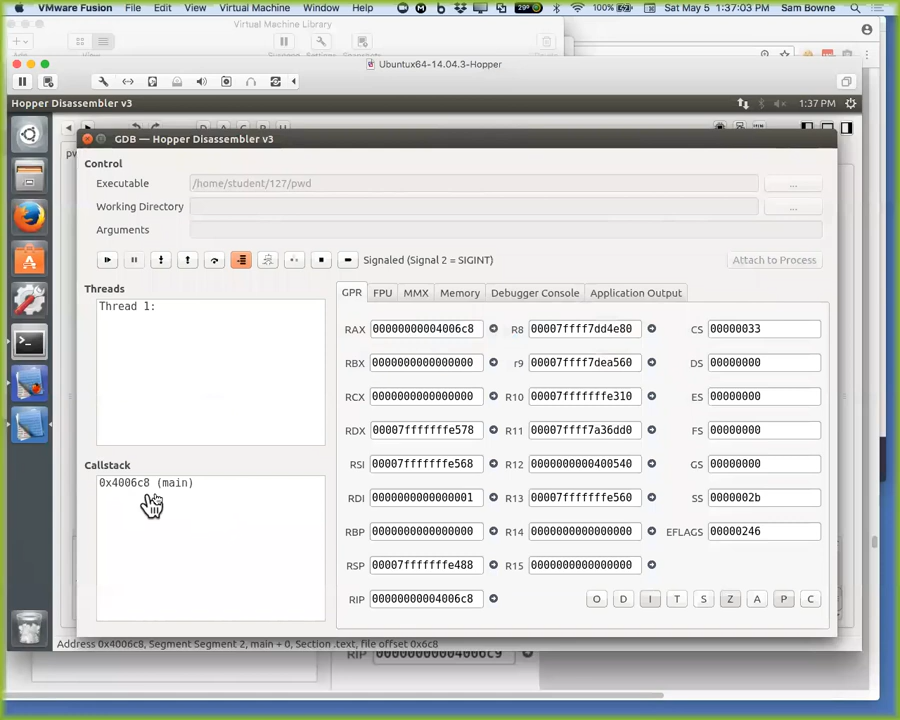 VMware Fusion File Edit View Virtual Machine Window Help 29° 100% Sat May 5 1:37:03 PM Sam Bowne
Virtual Machine Library
Ubuntu64-14.04.3-Hopper
Hopper Disassembler v3 1:37 PM
GDB — Hopper Disassembler v3
Control
Executable /home/student/127/pwd ...
Working Directory ...
Arguments
Signaled (Signal 2 = SIGINT) Attach to Process
Threads GPR FPU MMX Memory Debugger Console Application Output
Thread 1:
RAX 00000000004006c8 R8 00007ffff7dd4e80 CS 00000033
RBX 0000000000000000 r9 00007ffff7dea560 DS 00000000
RCX 0000000000000000 R10 00007fffffffe310 ES 00000000
RDX 00007fffffffe578 R11 00007ffff7a36dd0 FS 00000000
Callstack
RSI 00007fffffffe568 R12 0000000000400540 GS 00000000
0x4006c8 (main)
RDI 0000000000000001 R13 00007fffffffe560 SS 0000002b
RBP 0000000000000000 R14 0000000000000000 EFLAGS 00000246
RSP 00007fffffffe488 R15 0000000000000000
RIP 00000000004006c8 O D I T S Z A P C
Address 0x4006c8, Segment Segment 2, main + 0, Section .text, file offset 0x6c8
RIP 00000000004006c9